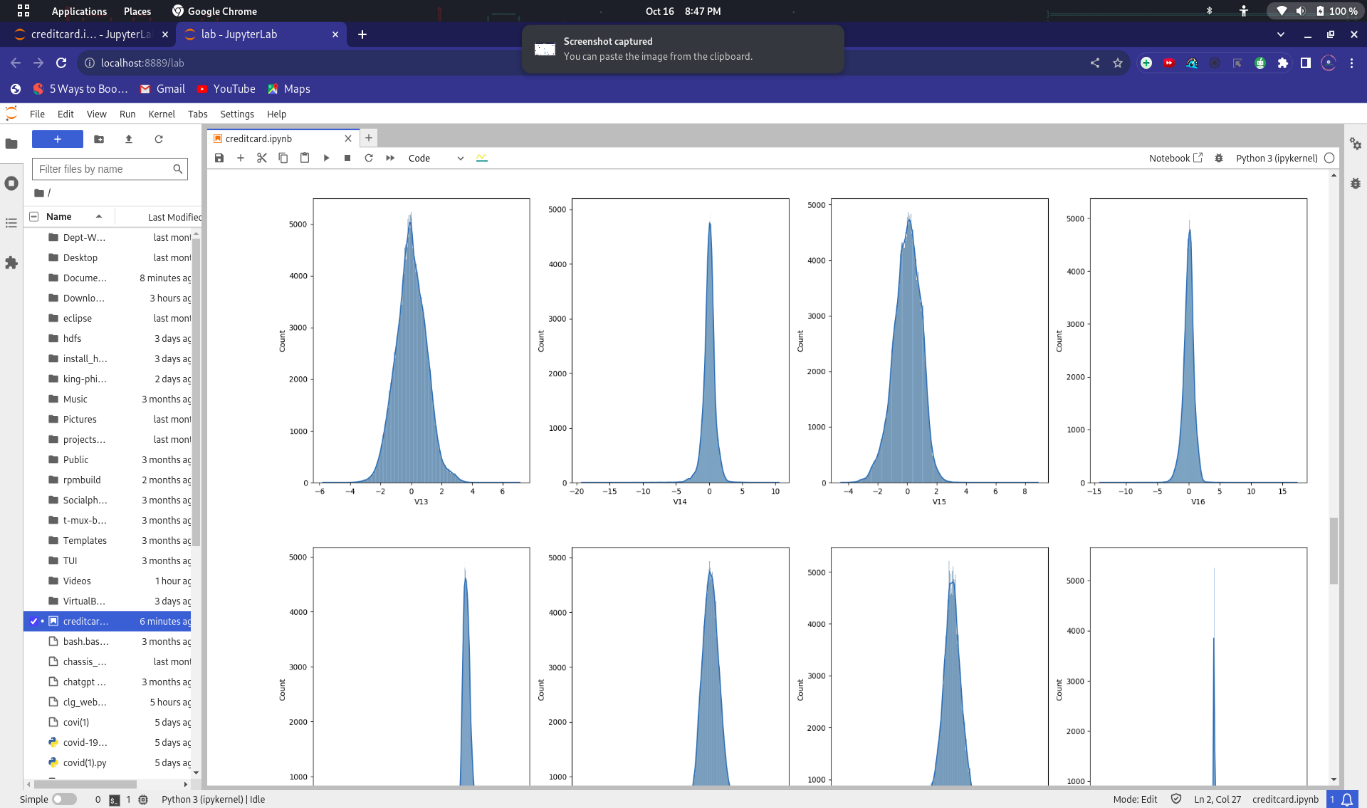 Applications Places Google Chrome Oct 16 8:47 PM 100 %
creditcard.i... - JupyterLa lab - JupyterLab
Screenshot captured
You can paste the image from the clipboard.
localhost:8889/lab
5 Ways to Boo... Gmail YouTube Maps
File Edit View Run Kernel Tabs Settings Help
creditcard.ipynb
Code Notebook Python 3 (ipykernel)
Filter files by name
/
Name Last Modified
Dept-W... last mont
Desktop last mont
Docume... 8 minutes ag
Downlo... 3 hours ag
eclipse last mont
hdfs 3 days ag
install_h... 3 days ag
king-phi... 2 days ag
Music 3 months ag
Pictures last mont
projects... last mont
Public 3 months ag
rpmbuild 2 months ag
Socialph... 3 months ag
t-mux-b... 3 months ag
Templates 3 months ag
TUI 3 months ag
Videos 1 hour ag
VirtualB... 3 days ag
creditcar... 6 minutes ag
bash.bas... 3 months ag
chassis_... last mont
chatgpt ... 3 months ag
clg_web... 5 hours ag
covi(1) 5 days ag
covid-19... 5 days ag
covid(1).py 5 days ag
5000
4000
3000
2000
1000
0
Count
−6 −4 −2 0 2 4 6
V13
5000
4000
3000
2000
1000
0
Count
−20 −15 −10 −5 0 5 10
V14
5000
4000
3000
2000
1000
0
Count
−4 −2 0 2 4 6 8
V15
5000
4000
3000
2000
1000
0
Count
−15 −10 −5 0 5 10 15
V16
5000
4000
3000
2000
1000
Count
5000
4000
3000
2000
1000
Count
5000
4000
3000
2000
1000
Count
5000
4000
3000
2000
1000
Count
Simple 0 1 Python 3 (ipykernel) | Idle Mode: Edit Ln 2, Col 27 creditcard.ipynb 1